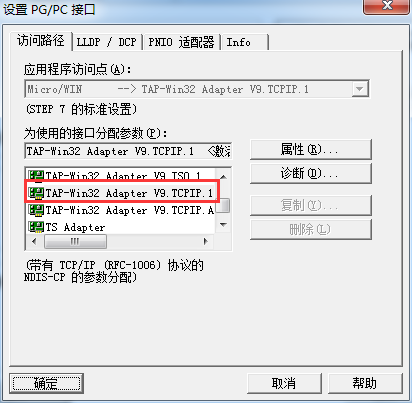 设置 PG/PC 接口
访问路径 LLDP / DCP PNIO 适配器 Info
应用程序访问点(A):
Micro/WIN --> TAP-Win32 Adapter V9.TCPIP.1
(STEP 7 的标准设置)
为使用的接口分配参数(P):
TAP-Win32 Adapter V9.TCPIP.1 <激活
属性(R)...
TAP-Win32 Adapter V9.ISO.1
诊断(D)...
TAP-Win32 Adapter V9.TCPIP.1
TAP-Win32 Adapter V9.TCPIP.A
复制(Y)...
TS Adapter
删除(L)
(带有 TCP/IP (RFC-1006) 协议的
NDIS-CP 的参数分配)
确定 取消 帮助